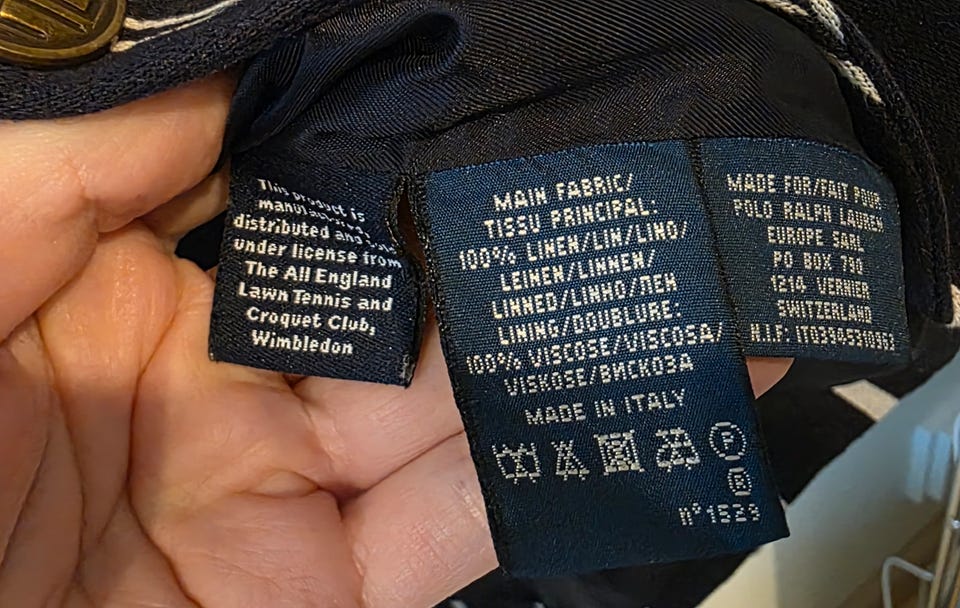 This product is
manufactured
distributed and sold
under license from
The All England
Lawn Tennis and
Croquet Club,
Wimbledon
MAIN FABRIC/
TISSU PRINCIPAL:
100% LINEN/LIN/LINO/
LEINEN/LINNEN/
LINNED/LINHO/ЛЕН
LINING/DOUBLURE:
100% VISCOSE/VISCOSA/
VISKOSE/ВИСКОЗА
MADE IN ITALY
P
R
n°1529
MADE FOR/FAIT POUR
POLO RALPH LAUREN
EUROPE SARL
PO BOX 790
1214 VERNIER
SWITZERLAND
N.I.F: